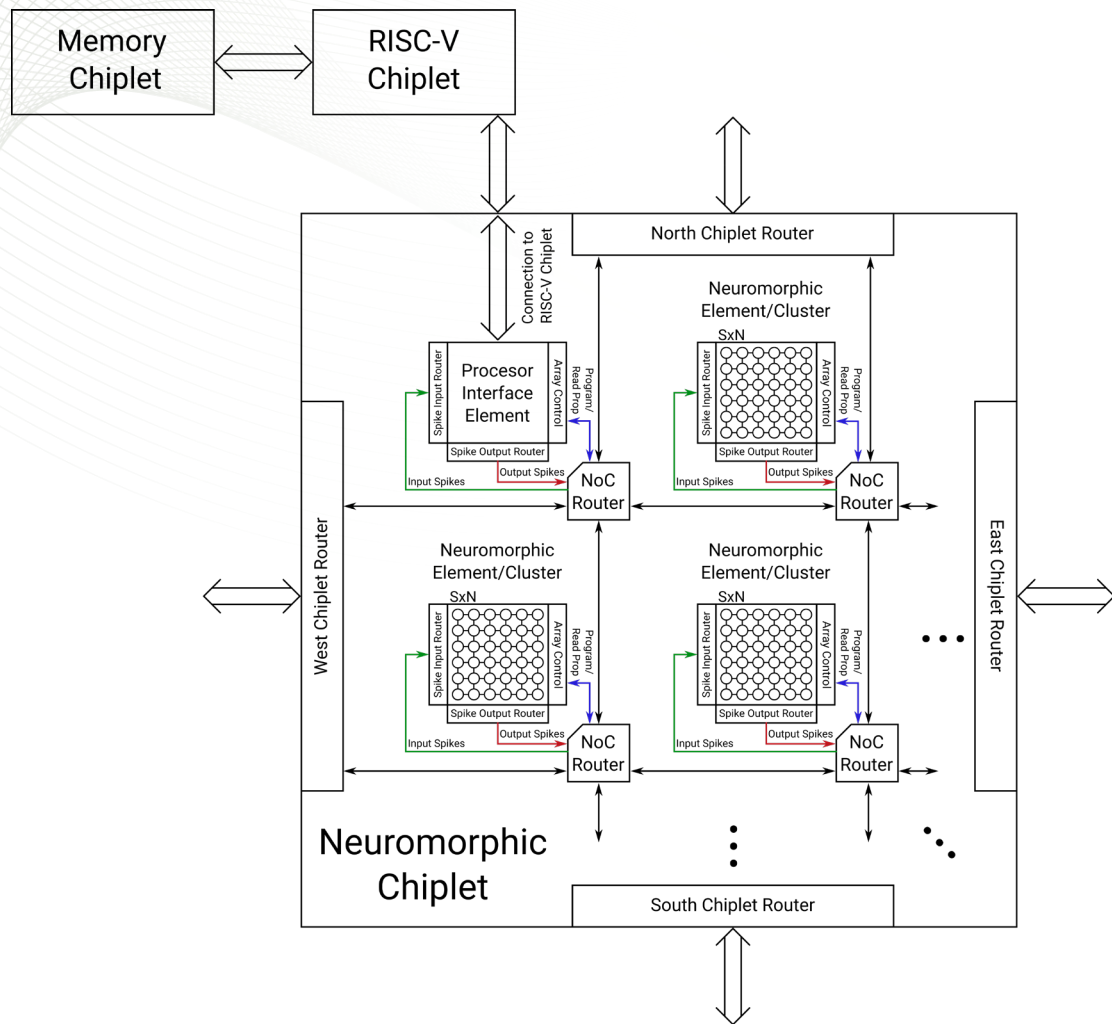 Memory
Chiplet
RISC-V
Chiplet
North Chiplet Router
Connection to
RISC-V Chiplet
Neuromorphic
Element/Cluster
SxN
Spike Input Router
Procesor
Interface
Element
Array Control
Program/
Read Prop
Spike Output Router
Output Spikes
Input Spikes
NoC
Router
Spike Input Router
Array Control
Program/
Read Prop
Spike Output Router
Output Spikes
Input Spikes
NoC
Router
West Chiplet Router
East Chiplet Router
Neuromorphic
Element/Cluster
SxN
Spike Input Router
Array Control
Program/
Read Prop
Spike Output Router
Output Spikes
Input Spikes
NoC
Router
Neuromorphic
Element/Cluster
SxN
Spike Input Router
Array Control
Program/
Read Prop
Spike Output Router
Output Spikes
Input Spikes
NoC
Router
Neuromorphic
Chiplet
South Chiplet Router